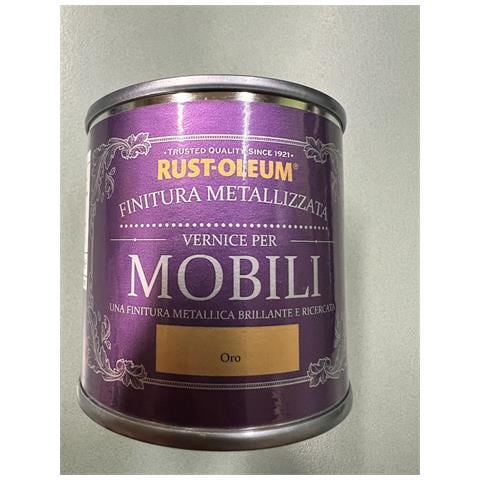 TRUSTED QUALITY SINCE 1921
RUST-OLEUM®
FINITURA METALLIZZATA
VERNICE PER
MOBILI
UNA FINITURA METALLICA BRILLANTE E RICERCATA
Oro